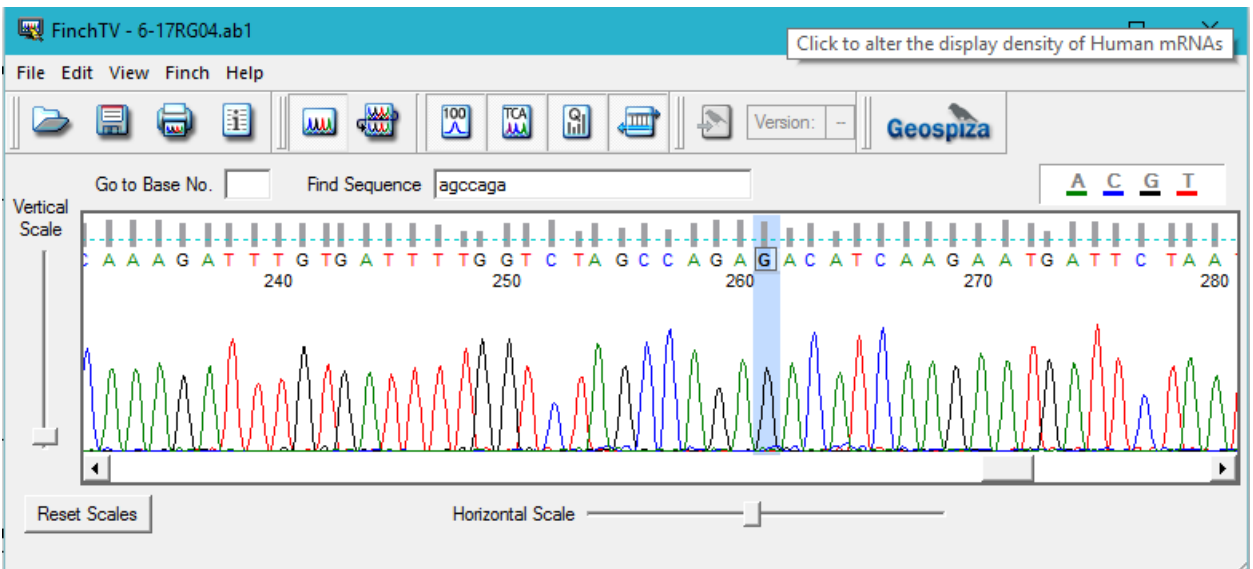 FinchTV - 6-17RG04.ab1
Click to alter the display density of Human mRNAs
File Edit View Finch Help
100 TCA Q Version: -- Geospiza
Go to Base No. Find Sequence agccaga A C G T
Vertical
Scale
C A A A G A T T T G T G A T T T T G G T C T A G C C A G A G A C A T C A A G A A T G A T T C T A A T
240 250 260 270 280
Reset Scales Horizontal Scale